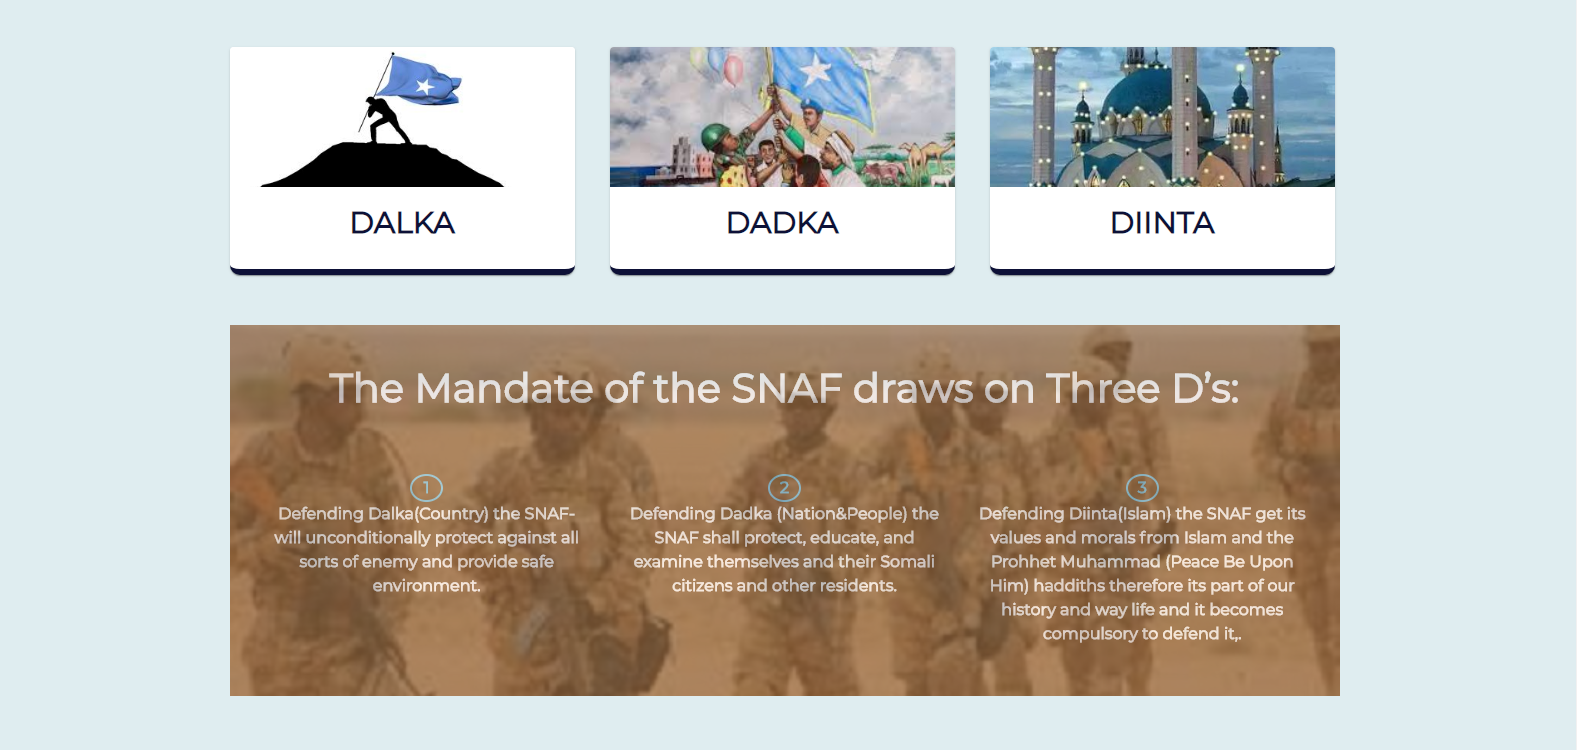 DALKA
DADKA
DIINTA
The Mandate of the SNAF draws on Three D’s:
1
Defending Dalka(Country) the SNAF-
will unconditionally protect against all
sorts of enemy and provide safe
environment.
2
Defending Dadka (Nation&People) the
SNAF shall protect, educate, and
examine themselves and their Somali
citizens and other residents.
3
Defending Diinta(Islam) the SNAF get its
values and morals from Islam and the
Prohhet Muhammad (Peace Be Upon
Him) haddiths therefore its part of our
history and way life and it becomes
compulsory to defend it,.